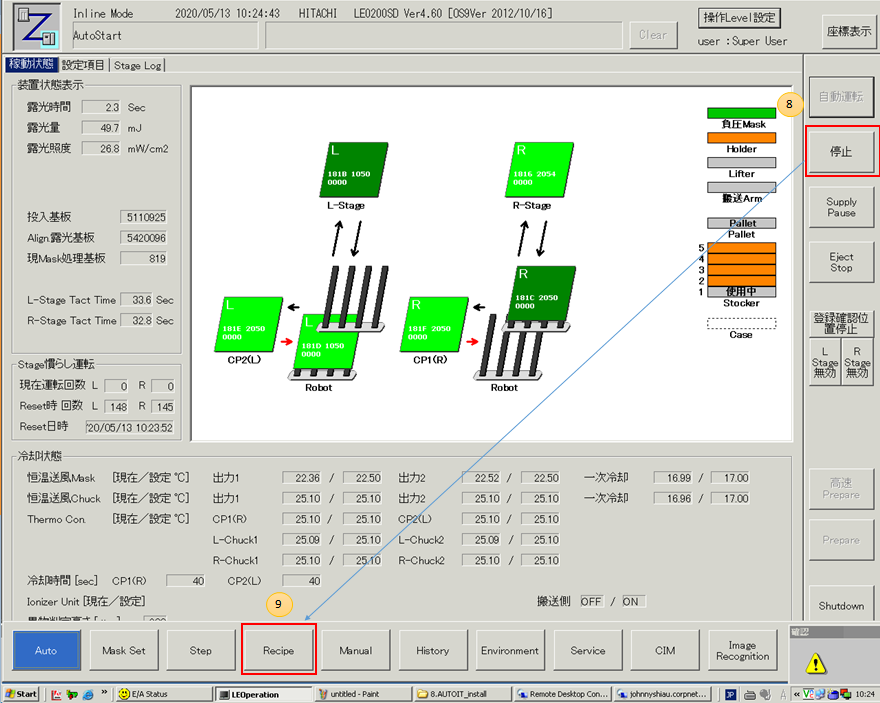 Inline Mode 2020/05/13 10:24:43 HITACHI LE0200SD Ver4.60 [OS9Ver 2012/10/16] 操作Level設定
AutoStart Clear user : Super User 座標表示
稼動状態 設定項目 Stage Log
装置状態表示
露光時間 2.3 Sec
露光量 49.7 mJ
露光照度 26.8 mW/cm2
投入基板 5110925
Align.露光基板 5420096
現Mask処理基板 819
L-Stage Tact Time 33.6 Sec
R-Stage Tact Time 32.8 Sec
Stage慣らし運転
現在運転回数 L 0 R 0
Reset時 回数 L 148 R 145
Reset日時 '20/05/13 10:23:52
L
181B 1050
0000
L-Stage
R
1816 2054
0000
R-Stage
L
181E 2050
0000
CP2(L)
L
181D 1050
0000
Robot
R
181F 2050
0000
CP1(R)
R
181C 2050
0000
Robot
負圧Mask
Holder
Lifter
搬送Arm
Pallet
Pallet
5
4
3
2
1 使用中
Stocker
Case
8
自動運転
停止
Supply
Pause
Eject
Stop
登録確認位
置停止
L
Stage
無効
R
Stage
無効
高速
Prepare
Prepare
Shutdown
冷却状態
恒温送風Mask [現在／設定 ℃] 出力1 22.36 / 22.50 出力2 22.52 / 22.50 一次冷却 16.99 / 17.00
恒温送風Chuck [現在／設定 ℃] 出力1 25.10 / 25.10 出力2 25.10 / 25.10 一次冷却 16.96 / 17.00
Thermo Con. [現在／設定 ℃] CP1(R) 25.10 / 25.10 CP2(L) 25.10 / 25.10
L-Chuck1 25.09 / 25.10 L-Chuck2 25.09 / 25.10
R-Chuck1 25.10 / 25.10 R-Chuck2 25.10 / 25.10
冷却時間 [sec] CP1(R) 40 CP2(L) 40
Ionizer Unit [現在／設定] 搬送側 OFF / ON
9
Auto Mask Set Step Recipe Manual History Environment Service CIM Image
Recognition
確認
Start E/A Status LEOperation untitled - Paint 8.AUTOIT_install Remote Desktop Con... johnnyshiau.corpnet... JP 10:24